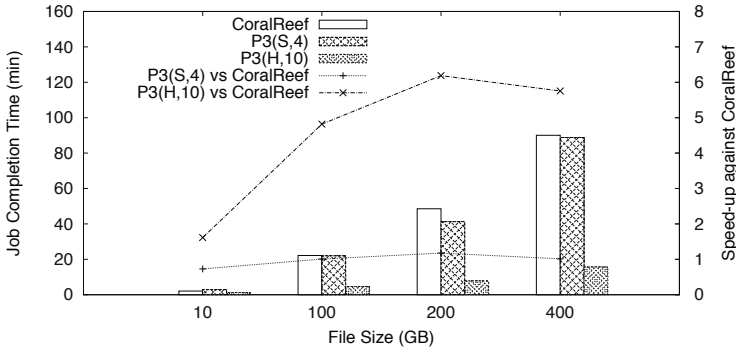 CoralReef
P3(S,4)
P3(H,10)
P3(S,4) vs CoralReef
P3(H,10) vs CoralReef
Job Completion Time (min)
160
140
120
100
80
60
40
20
0
8
7
6
5
4
3
2
1
0
Speed-up against CoralReef
10 100 200 400
File Size (GB)